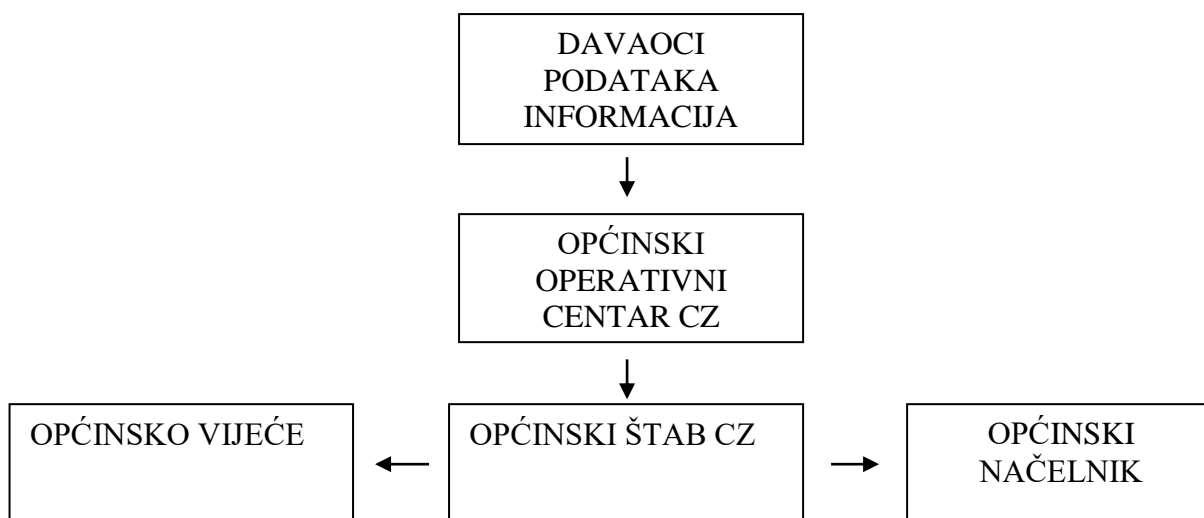 DAVAOCI
PODATAKA
INFORMACIJA
OPĆINSKI
OPERATIVNI
CENTAR CZ
OPĆINSKO VIJEĆE
OPĆINSKI ŠTAB CZ
OPĆINSKI
NAČELNIK